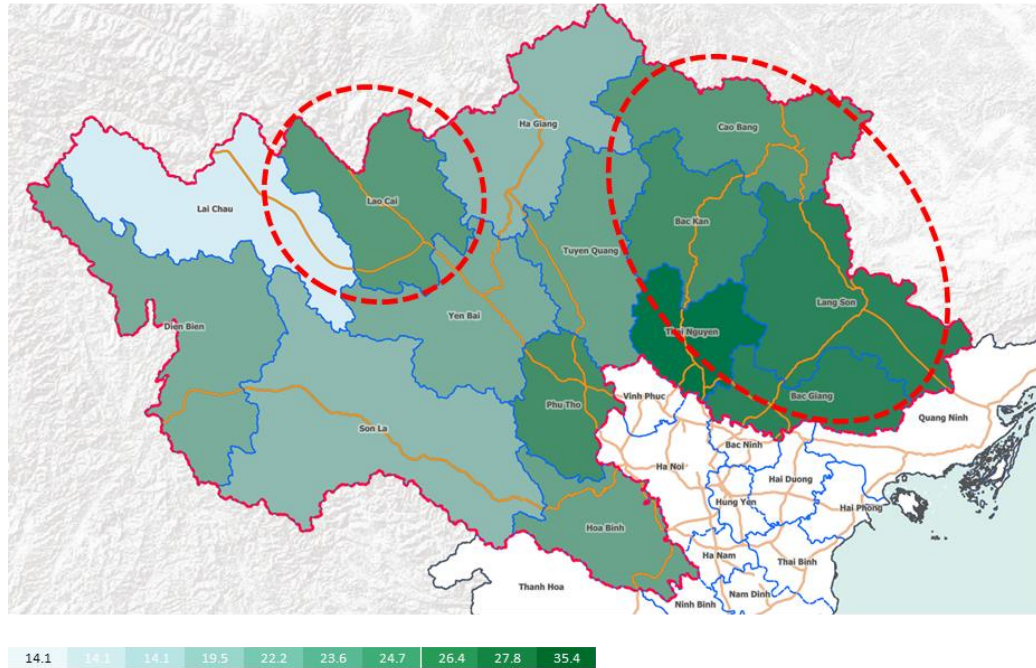 Ha Giang
Cao Bang
Lao Cai
Lai Chau
Bac Kan
Tuyen Quang
Lang Son
Yen Bai
Dien Bien
Thai Nguyen
Bac Giang
Phu Tho
Vinh Phuc
Quang Ninh
Son La
Bac Ninh
Ha Noi
Hai Duong
Hung Yen
Hai Phong
Hoa Binh
Ha Nam
Thai Binh
Thanh Hoa
Nam Dinh
Ninh Binh
14.1 14.1 14.1 19.5 22.2 23.6 24.7 26.4 27.8 35.4